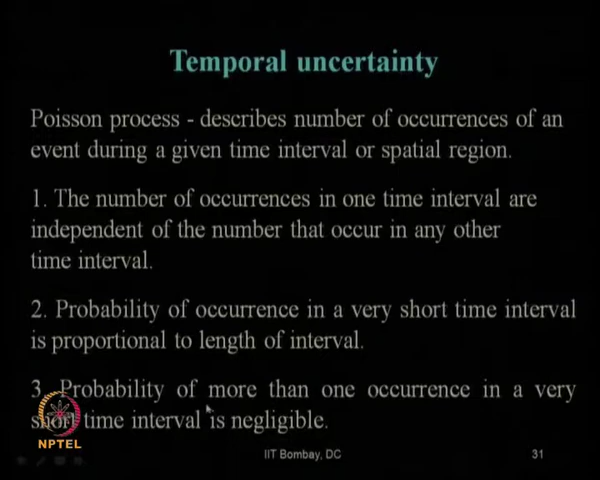 Temporal uncertainty
Poisson process - describes number of occurrences of an
event during a given time interval or spatial region.
1. The number of occurrences in one time interval are
independent of the number that occur in any other
time interval.
2. Probability of occurrence in a very short time interval
is proportional to length of interval.
3. Probability of more than one occurrence in a very
short time interval is negligible.
NPTEL
IIT Bombay, DC
31